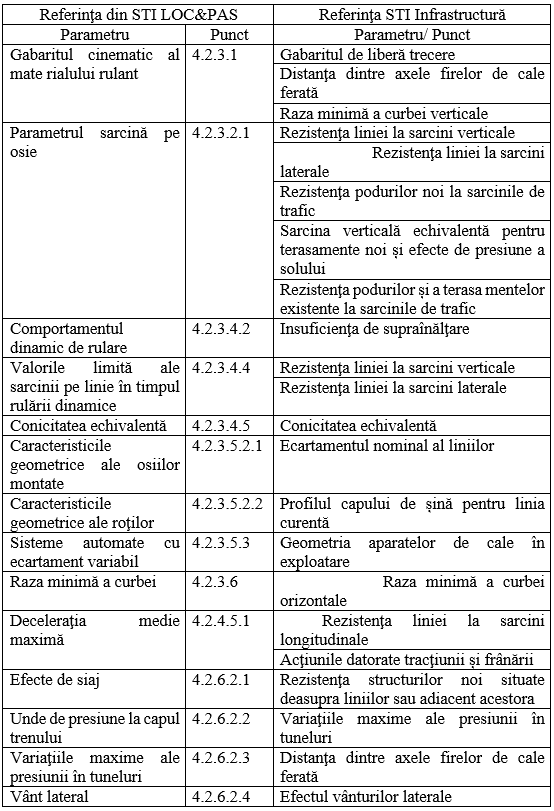 Referinţa din STI LOC&PAS Referinţa STI Infrastructură
Parametru Punct Parametru/ Punct
Gabaritul cinematic al 4.2.3.1 Gabaritul de liberă trecere
mate rialului rulant Distanţa dintre axele firelor de cale
ferată
Raza minimă a curbei verticale
Parametrul sarcină pe 4.2.3.2.1 Rezistenţa liniei la sarcini verticale
osie Rezistenţa liniei la sarcini
laterale
Rezistenţa podurilor noi la sarcinile de
trafic
Sarcina verticală echivalentă pentru
terasamente noi și efecte de presiune a
solului
Rezistenţa podurilor și a terasa mentelor
existente la sarcinile de trafic
Comportamentul 4.2.3.4.2 Insuficienţa de supraînălţare
dinamic de rulare
Valorile limită ale 4.2.3.4.4 Rezistenţa liniei la sarcini verticale
sarcinii pe linie în timpul Rezistenţa liniei la sarcini laterale
rulării dinamice
Conicitatea echivalentă 4.2.3.4.5 Conicitatea echivalentă
Caracteristicile 4.2.3.5.2.1 Ecartamentul nominal al liniilor
geometrice ale osiilor
montate
Caracteristicile 4.2.3.5.2.2 Profilul capului de șină pentru linia
geometrice ale roţilor curentă
Sisteme automate cu 4.2.3.5.3 Geometria aparatelor de cale în
ecartament variabil exploatare
Raza minimă a curbei 4.2.3.6 Raza minimă a curbei
orizontale
Deceleraţia medie 4.2.4.5.1 Rezistenţa liniei la sarcini
maximă longitudinale
Acţiunile datorate tracţiunii și frânării
Efecte de siaj 4.2.6.2.1 Rezistenţa structurilor noi situate
deasupra liniilor sau adiacent acestora
Unde de presiune la capul 4.2.6.2.2 Variaţiile maxime ale presiunii în
trenului tuneluri
Variaţiile maxime ale 4.2.6.2.3 Distanţa dintre axele firelor de cale
presiunii în tuneluri ferată
Vânt lateral 4.2.6.2.4 Efectul vânturilor laterale